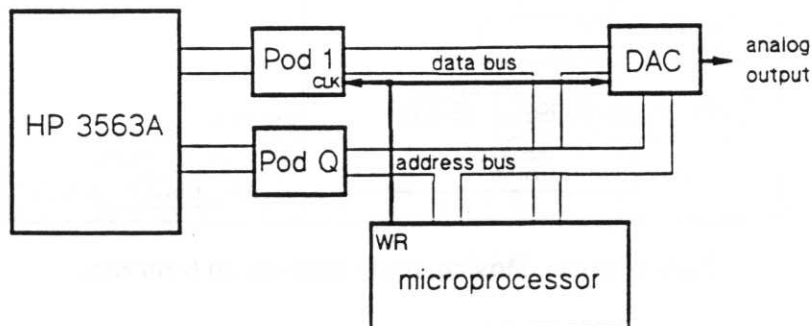 HP 3563A
Pod 1
CLK
data bus
DAC
analog
output
Pod Q
address bus
WR
microprocessor